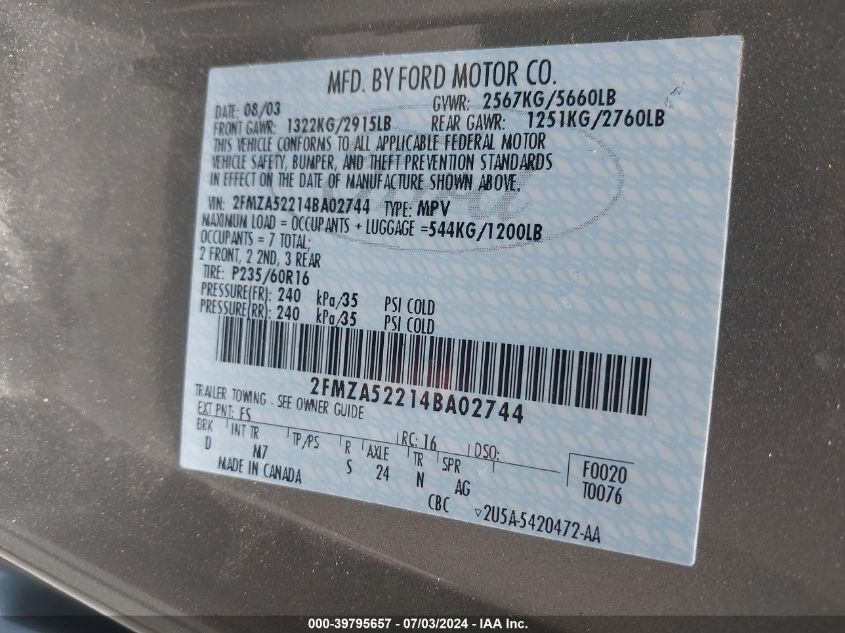 MFD. BY FORD MOTOR CO.
DATE: 08/03 GVWR: 2567KG/5660LB
FRONT GAWR: 1322KG/2915LB REAR GAWR: 1251KG/2760LB
THIS VEHICLE CONFORMS TO ALL APPLICABLE FEDERAL MOTOR
VEHICLE SAFETY, BUMPER, AND THEFT PREVENTION STANDARDS
IN EFFECT ON THE DATE OF MANUFACTURE SHOWN ABOVE.
VIN: 2FMZA52214BA02744 TYPE: MPV
MAXIMUM LOAD = OCCUPANTS + LUGGAGE =544KG/1200LB
OCCUPANTS = 7 TOTAL;
2 FRONT, 2 2ND, 3 REAR
TIRE: P235/60R16
PRESSURE(FR): 240 kPa/35 PSI COLD
PRESSURE(RR): 240 kPa/35 PSI COLD
2FMZA52214BA02744
TRAILER TOWING - SEE OWNER GUIDE
EXT PNT: FS RC: 16 DSO:
BRK INT TR TP/PS R AXLE TR SPR F0020
D M7 S 24 N AG T0076
MADE IN CANADA CBC ▽2U5A-5420472-AA
000-39795657 - 07/03/2024 - IAAI - US - IAA Inc.